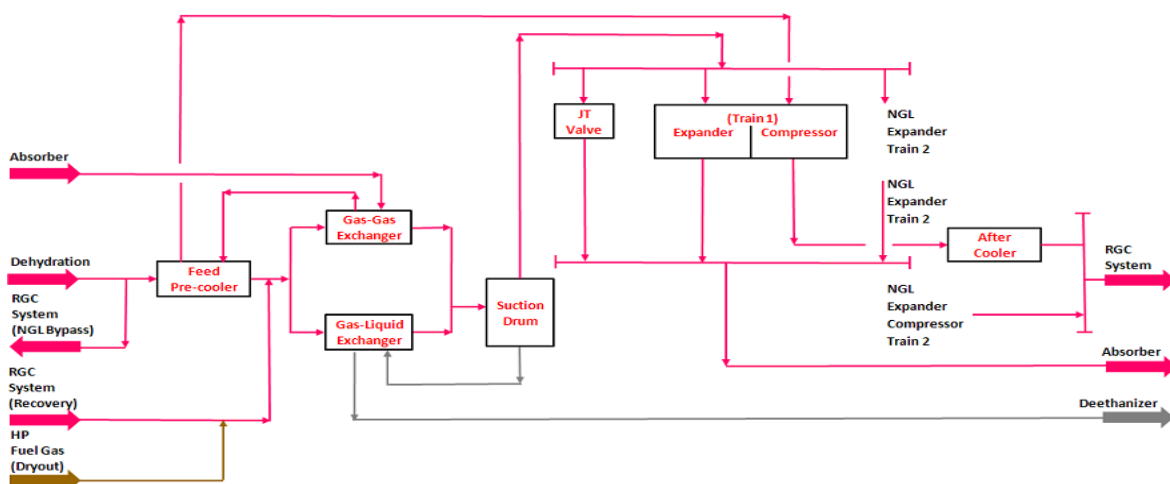 JT
Valve
(Train 1)
Expander
Compressor
NGL
Expander
Train 2
Absorber
Gas-Gas
Exchanger
NGL
Expander
Train 2
Dehydration
Feed
Pre-cooler
After
Cooler
RGC
System
RGC
System
(NGL Bypass)
Gas-Liquid
Exchanger
Suction
Drum
NGL
Expander
Compressor
Train 2
Absorber
RGC
System
(Recovery)
Deethanizer
HP
Fuel Gas
(Dryout)